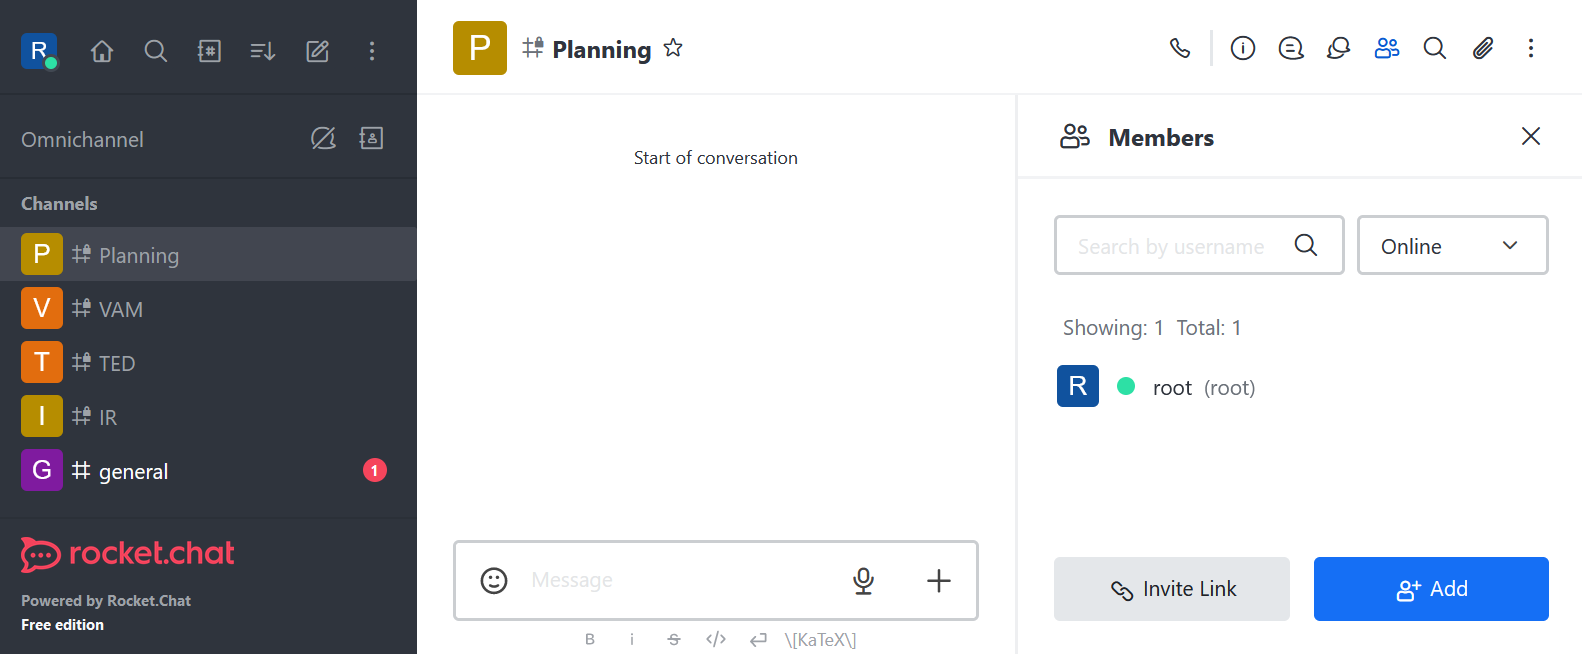 R
Omnichannel
Channels
P Planning
V VAM
T TED
I IR
G general 1
rocket.chat
Powered by Rocket.Chat
Free edition
P Planning
Start of conversation
Message
B i S </> \[KaTeX\]
Members
Search by username Online
Showing: 1 Total: 1
R root (root)
Invite Link Add